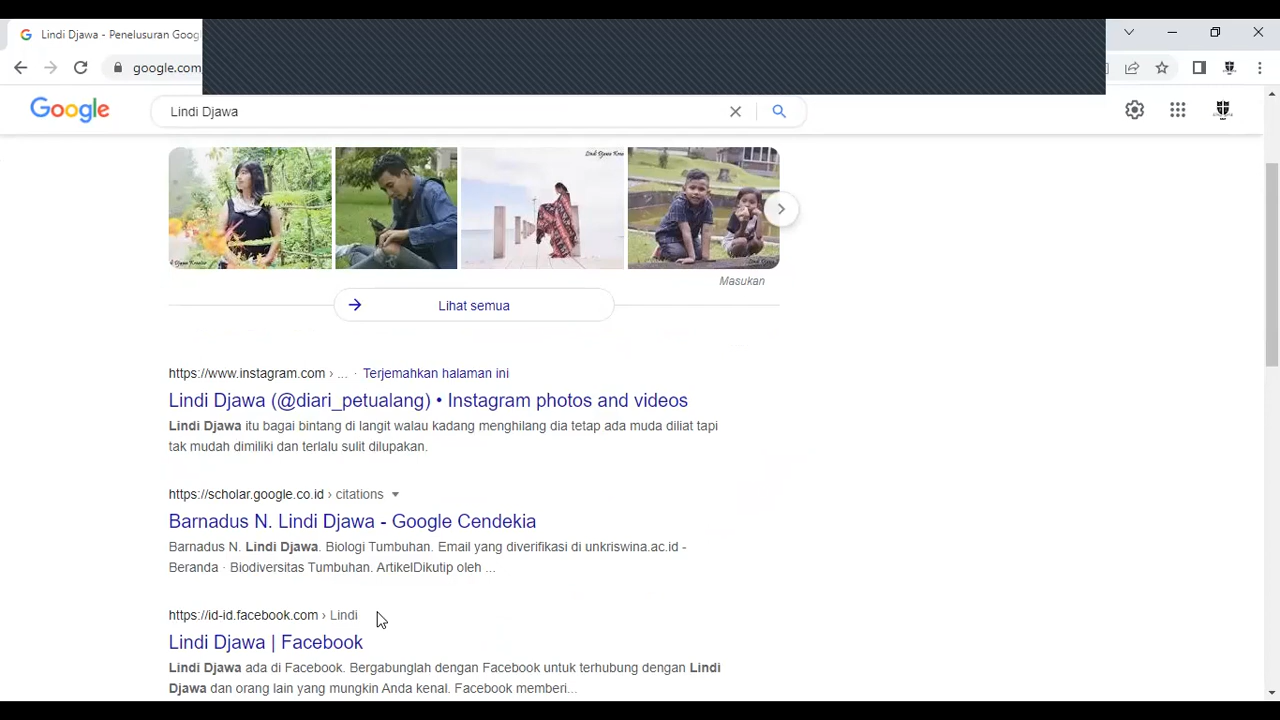 Lindi Djawa - Penelusuran Goog
google.com
Google
Lindi Djawa
Masukan
Lihat semua
https://www.instagram.com › ... · Terjemahkan halaman ini
Lindi Djawa (@diari_petualang) • Instagram photos and videos
Lindi Djawa itu bagai bintang di langit walau kadang menghilang dia tetap ada muda diliat tapi
tak mudah dimiliki dan terlalu sulit dilupakan.
https://scholar.google.co.id › citations
Barnadus N. Lindi Djawa - Google Cendekia
Barnadus N. Lindi Djawa. Biologi Tumbuhan. Email yang diverifikasi di unkriswina.ac.id -
Beranda · Biodiversitas Tumbuhan. ArtikelDikutip oleh ...
https://id-id.facebook.com › Lindi
Lindi Djawa | Facebook
Lindi Djawa ada di Facebook. Bergabunglah dengan Facebook untuk terhubung dengan Lindi
Djawa dan orang lain yang mungkin Anda kenal. Facebook memberi...